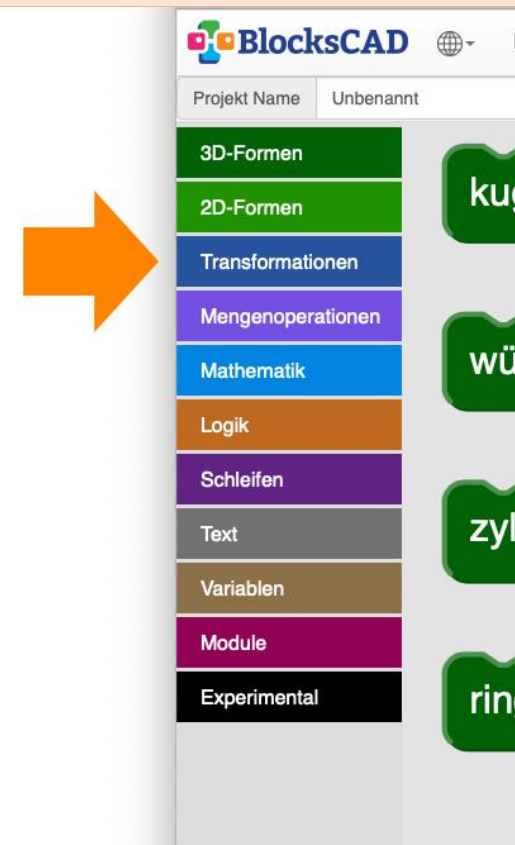 BlocksCAD
Projekt Name Unbenannt
3D-Formen
2D-Formen
Transformationen
Mengenoperationen
Mathematik
Logik
Schleifen
Text
Variablen
Module
Experimental